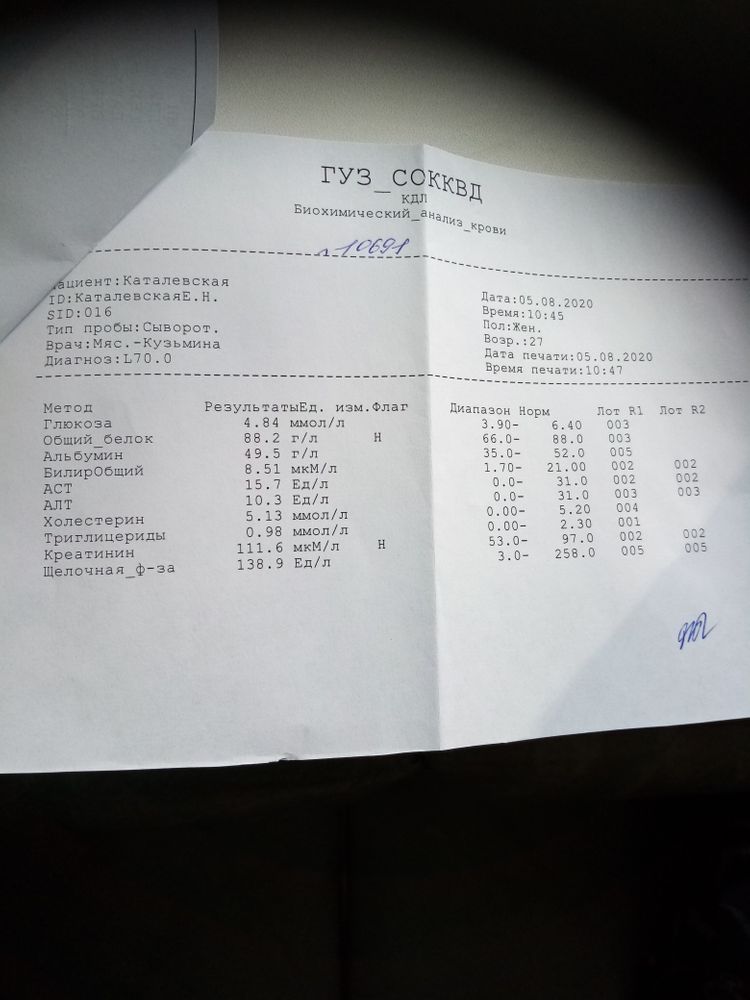 ГУЗ_СОККВД
КДЛ
Биохимический_анализ_крови
10691
ациент:Каталевская
ID:КаталевскаяЕ.Н.
SID:016
Тип пробы:Сыворот.
Врач:Мяс.-Кузьмина
Диагноз:L70.0
Дата:05.08.2020
Время:10:45
Пол:Жен.
Возр.:27
Дата печати:05.08.2020
Время печати:10:47
Метод РезультатыЕд. изм.Флаг Диапазон Норм Лот R1 Лот R2
Глюкоза 4.84 ммол/л 3.90- 6.40 003
Общий_белок 88.2 г/л Н 66.0- 88.0 003
Альбумин 49.5 г/л 35.0- 52.0 005
БилирОбщий 8.51 мкМ/л 1.70- 21.00 002 002
АСТ 15.7 Ед/л 0.0- 31.0 002 002
АЛТ 10.3 Ед/л 0.0- 31.0 003 003
Холестерин 5.13 ммол/л 0.00- 5.20 004
Триглицериды 0.98 ммол/л 0.00- 2.30 001
Креатинин 111.6 мкМ/л Н 53.0- 97.0 002 002
Щелочная_ф-за 138.9 Ед/л 3.0- 258.0 005 005